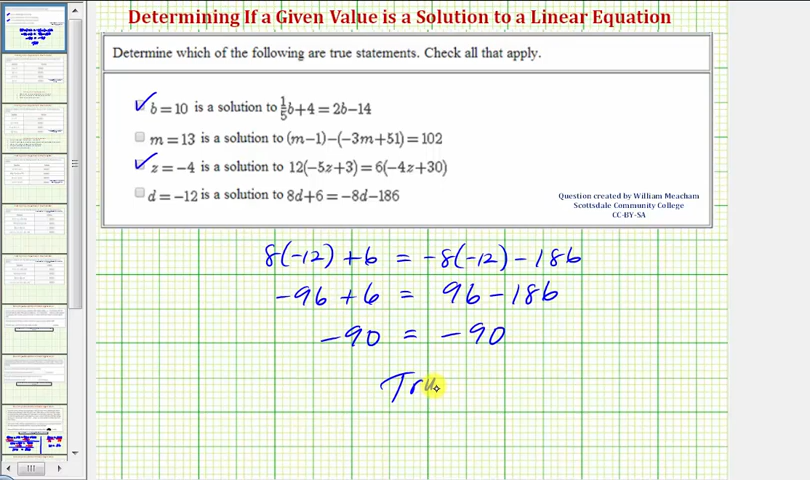 Determining If a Given Value is a Solution to a Linear Equation
Determine which of the following are true statements. Check all that apply.
b=10 is a solution to 1/5b+4=2b−14
m=13 is a solution to (m−1)−(−3m+51)=102
z=−4 is a solution to 12(−5z+3)=6(−4z+30)
d=−12 is a solution to 8d+6=−8d−186
Question created by William Meacham
Scottsdale Community College
CC-BY-SA
8(-12)+6 = -8(-12)-186
-96+6 = 96-186
-90 = -90
Tru